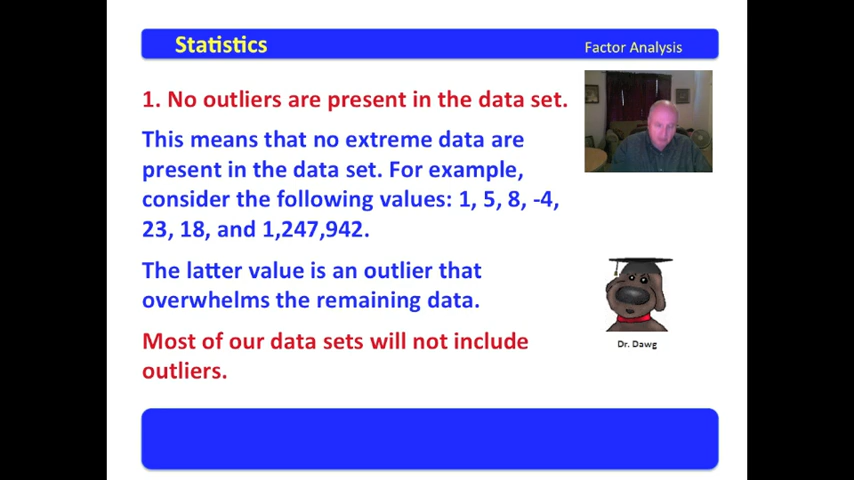 Statistics
Factor Analysis
1. No outliers are present in the data set.
This means that no extreme data are
present in the data set. For example,
consider the following values: 1, 5, 8, -4,
23, 18, and 1,247,942.
The latter value is an outlier that
overwhelms the remaining data.
Most of our data sets will not include
outliers.
Dr. Dawg